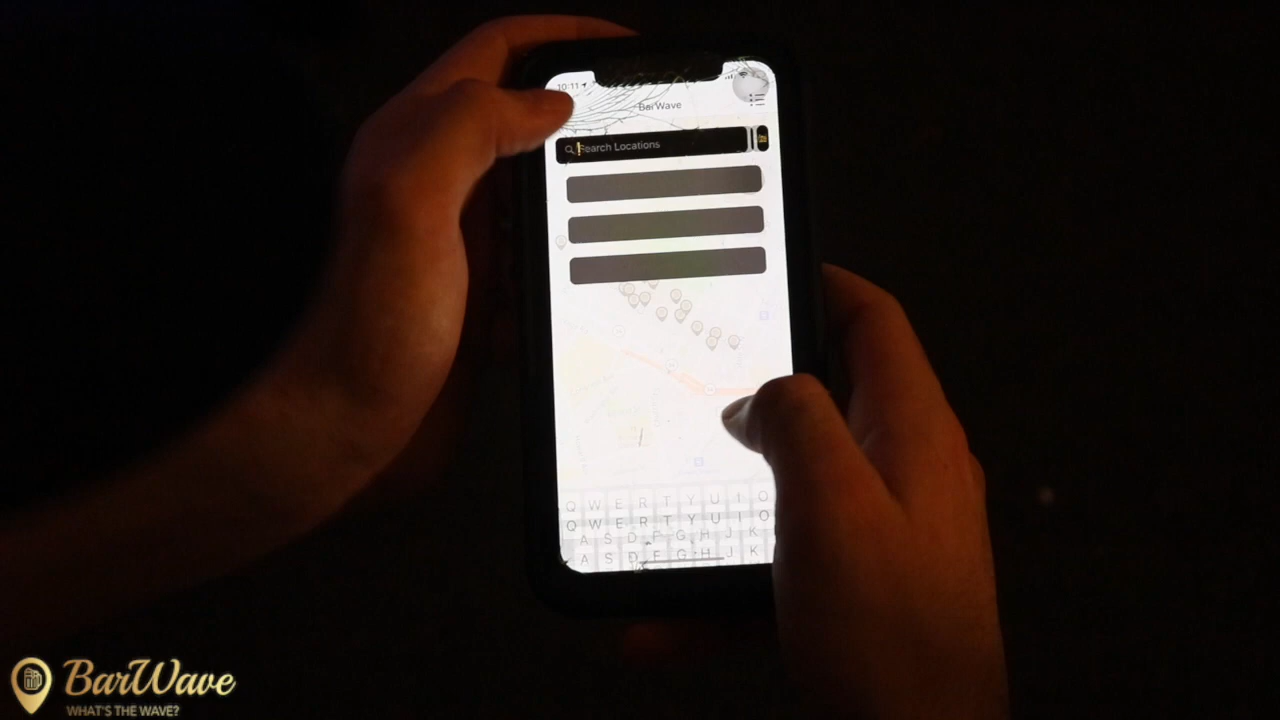 10:11
BarWave
Search Locations
Q W E R T Y U I O
Q W E R T Y U I O
A S D F G H J K
A S D F G H J K
BarWave
WHAT'S THE WAVE?